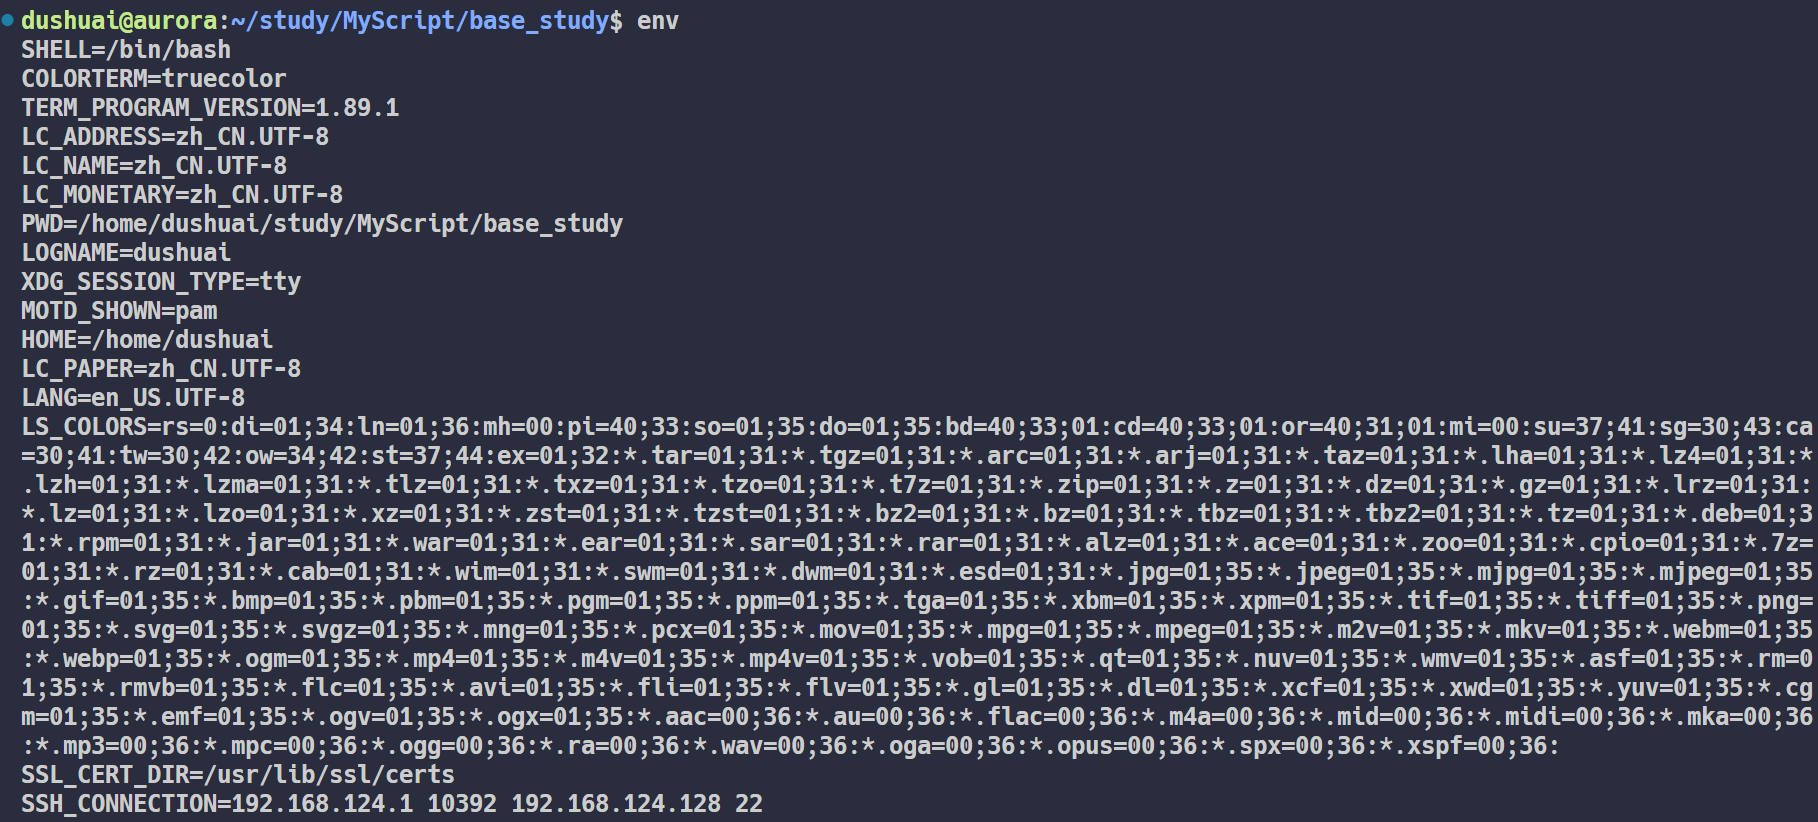 dushuai@aurora:~/study/MyScript/base_study$ env
SHELL=/bin/bash
COLORTERM=truecolor
TERM_PROGRAM_VERSION=1.89.1
LC_ADDRESS=zh_CN.UTF-8
LC_NAME=zh_CN.UTF-8
LC_MONETARY=zh_CN.UTF-8
PWD=/home/dushuai/study/MyScript/base_study
LOGNAME=dushuai
XDG_SESSION_TYPE=tty
MOTD_SHOWN=pam
HOME=/home/dushuai
LC_PAPER=zh_CN.UTF-8
LANG=en_US.UTF-8
LS_COLORS=rs=0:di=01;34:ln=01;36:mh=00:pi=40;33:so=01;35:do=01;35:bd=40;33;01:cd=40;33;01:or=40;31;01:mi=00:su=37;41:sg=30;43:ca
=30;41:tw=30;42:ow=34;42:st=37;44:ex=01;32:*.tar=01;31:*.tgz=01;31:*.arc=01;31:*.arj=01;31:*.taz=01;31:*.lha=01;31:*.lz4=01;31:*
.lzh=01;31:*.lzma=01;31:*.tlz=01;31:*.txz=01;31:*.tzo=01;31:*.t7z=01;31:*.zip=01;31:*.z=01;31:*.dz=01;31:*.gz=01;31:*.lrz=01;31:
*.lz=01;31:*.lzo=01;31:*.xz=01;31:*.zst=01;31:*.tzst=01;31:*.bz2=01;31:*.bz=01;31:*.tbz=01;31:*.tbz2=01;31:*.tz=01;31:*.deb=01;3
1:*.rpm=01;31:*.jar=01;31:*.war=01;31:*.ear=01;31:*.sar=01;31:*.rar=01;31:*.alz=01;31:*.ace=01;31:*.zoo=01;31:*.cpio=01;31:*.7z=
01;31:*.rz=01;31:*.cab=01;31:*.wim=01;31:*.swm=01;31:*.dwm=01;31:*.esd=01;31:*.jpg=01;35:*.jpeg=01;35:*.mjpg=01;35:*.mjpeg=01;35
:*.gif=01;35:*.bmp=01;35:*.pbm=01;35:*.pgm=01;35:*.ppm=01;35:*.tga=01;35:*.xbm=01;35:*.xpm=01;35:*.tif=01;35:*.tiff=01;35:*.png=
01;35:*.svg=01;35:*.svgz=01;35:*.mng=01;35:*.pcx=01;35:*.mov=01;35:*.mpg=01;35:*.mpeg=01;35:*.m2v=01;35:*.mkv=01;35:*.webm=01;35
:*.webp=01;35:*.ogm=01;35:*.mp4=01;35:*.m4v=01;35:*.mp4v=01;35:*.vob=01;35:*.qt=01;35:*.nuv=01;35:*.wmv=01;35:*.asf=01;35:*.rm=0
1;35:*.rmvb=01;35:*.flc=01;35:*.avi=01;35:*.fli=01;35:*.flv=01;35:*.gl=01;35:*.dl=01;35:*.xcf=01;35:*.xwd=01;35:*.yuv=01;35:*.cg
m=01;35:*.emf=01;35:*.ogv=01;35:*.ogx=01;35:*.aac=00;36:*.au=00;36:*.flac=00;36:*.m4a=00;36:*.mid=00;36:*.midi=00;36:*.mka=00;36
:*.mp3=00;36:*.mpc=00;36:*.ogg=00;36:*.ra=00;36:*.wav=00;36:*.oga=00;36:*.opus=00;36:*.spx=00;36:*.xspf=00;36:
SSL_CERT_DIR=/usr/lib/ssl/certs
SSH_CONNECTION=192.168.124.1 10392 192.168.124.128 22